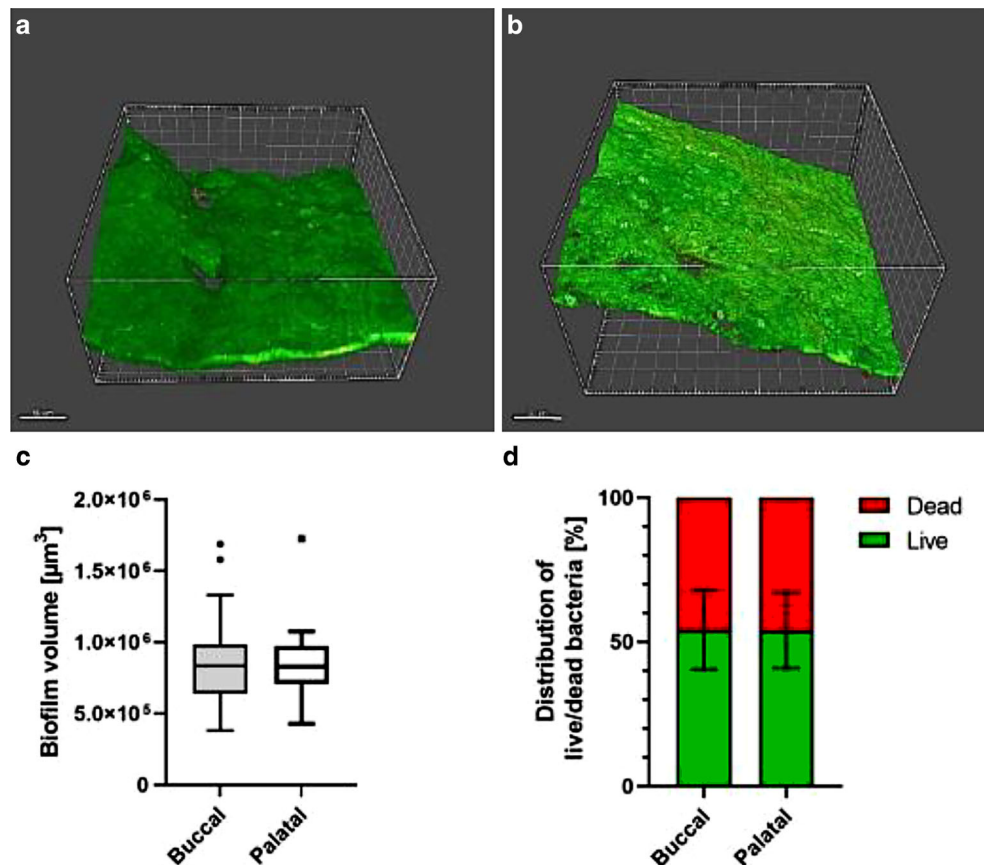 a
b
c
Biofilm volume [µm³]
2.0×10⁶
1.5×10⁶
1.0×10⁶
5.0×10⁵
0
Buccal
Palatal
d
Distribution of
live/dead bacteria [%]
100
50
0
Buccal
Palatal
Dead
Live